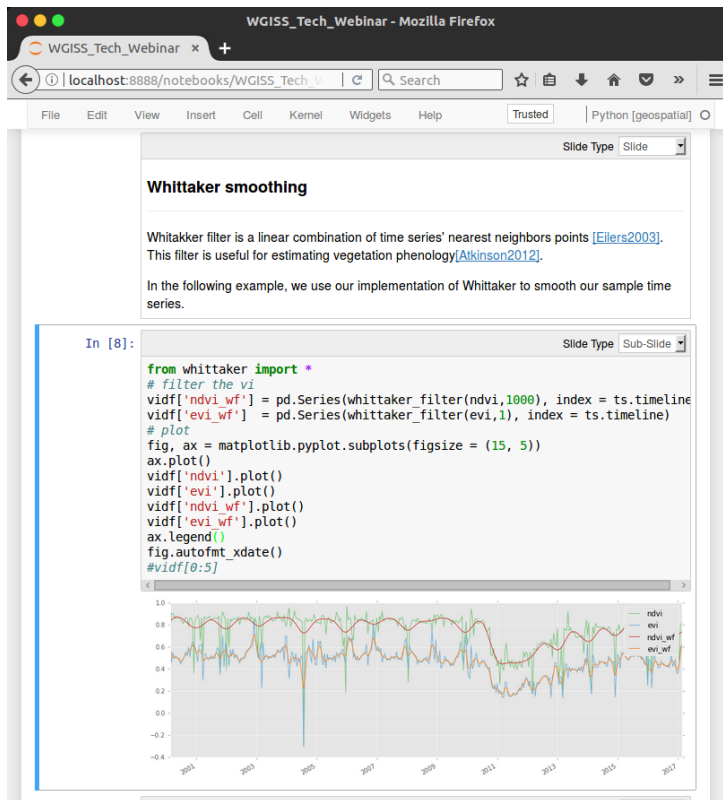 WGISS_Tech_Webinar - Mozilla Firefox
WGISS_Tech_Webinar × +
localhost:8888/notebooks/WGISS_Tech_W
Search
File Edit View Insert Cell Kernel Widgets Help Trusted Python [geospatial]
Slide Type Slide
Whittaker smoothing
Whitakker filter is a linear combination of time series' nearest neighbors points [Eilers2003].
This filter is useful for estimating vegetation phenology[Atkinson2012].
In the following example, we use our implementation of Whittaker to smooth our sample time
series.
In [8]:
Slide Type Sub-Slide
from whittaker import *
# filter the vi
vidf['ndvi_wf'] = pd.Series(whittaker_filter(ndvi,1000), index = ts.timeline
vidf['evi_wf']  = pd.Series(whittaker_filter(evi,1), index = ts.timeline)
# plot
fig, ax = matplotlib.pyplot.subplots(figsize = (15, 5))
ax.plot()
vidf['ndvi'].plot()
vidf['evi'].plot()
vidf['ndvi_wf'].plot()
vidf['evi_wf'].plot()
ax.legend()
fig.autofmt_xdate()
#vidf[0:5]
1.0
0.8
0.6
0.4
0.2
0.0
−0.2
−0.4
ndvi
evi
ndvi_wf
evi_wf
2001 2003 2005 2007 2009 2011 2013 2015 2017